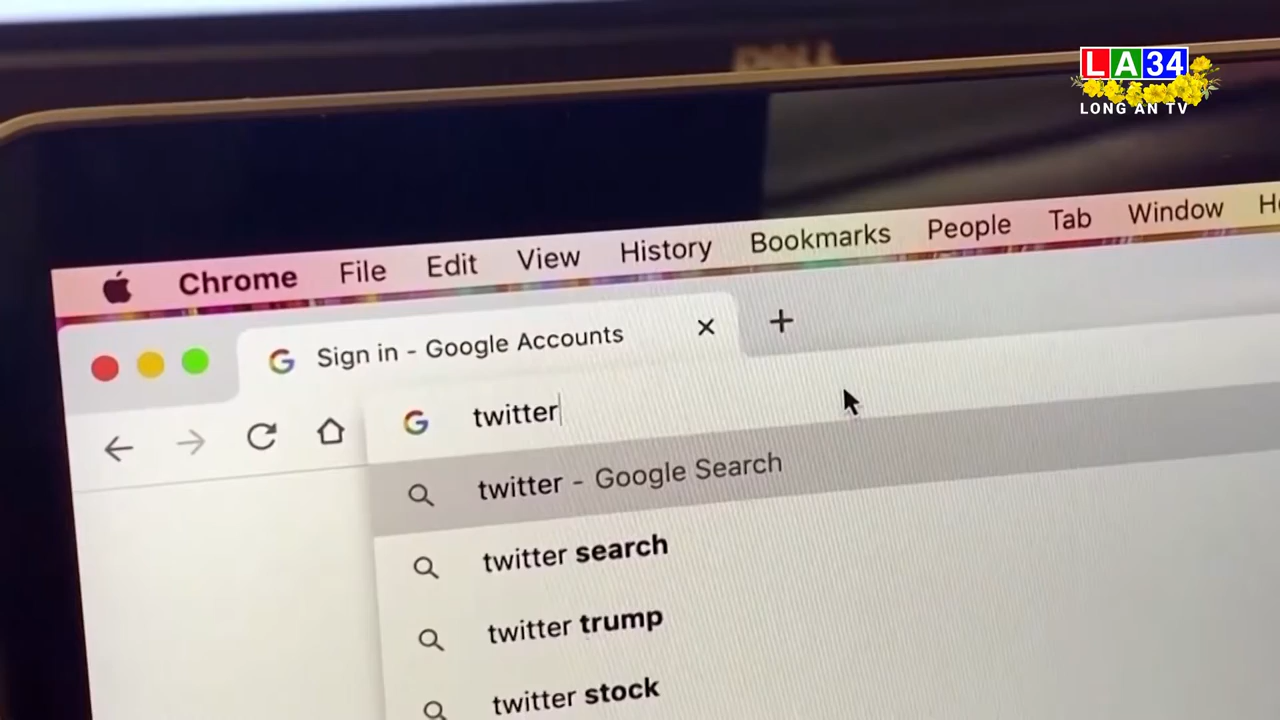 DELL
LA34
LONG AN TV
Chrome File Edit View History Bookmarks People Tab Window
Sign in - Google Accounts
twitter
twitter - Google Search
twitter search
twitter trump
twitter stock